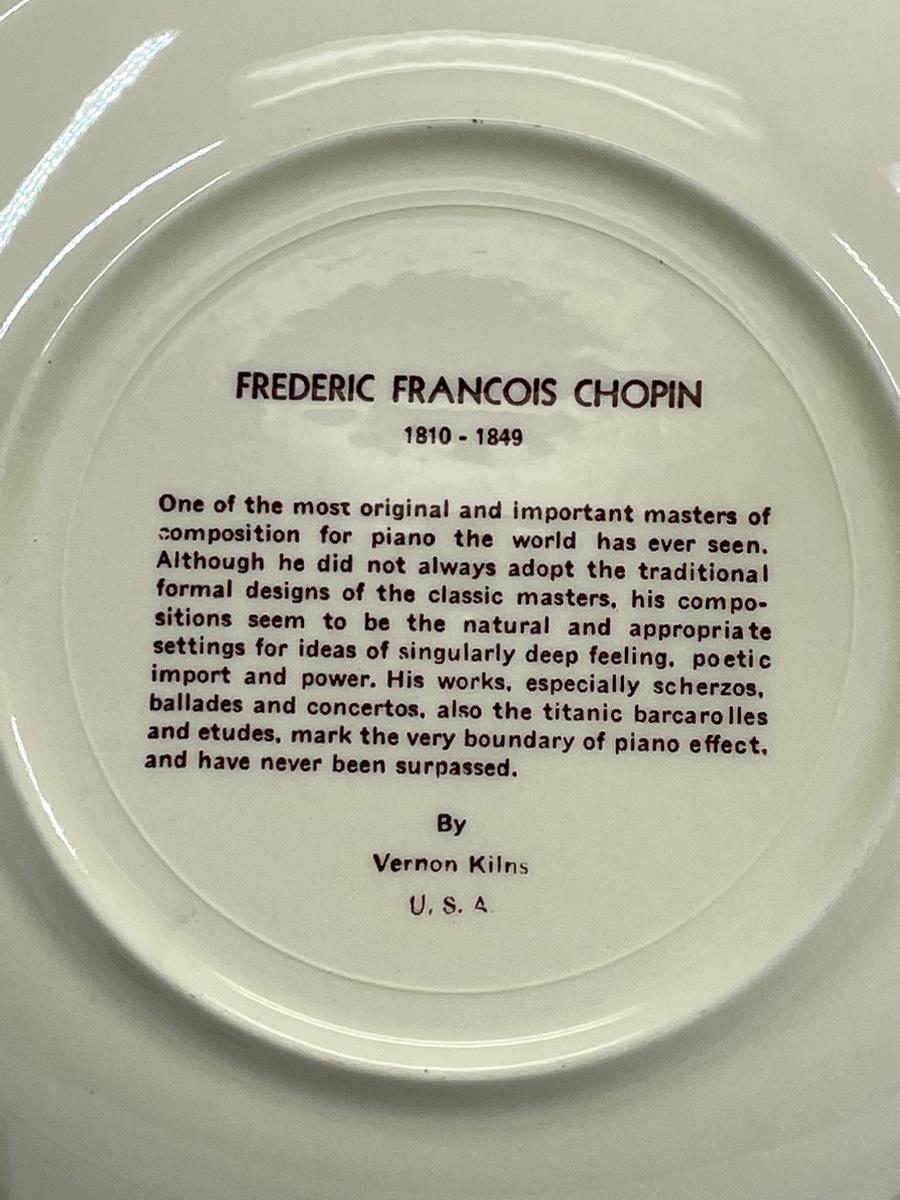 FREDERIC FRANCOIS CHOPIN
1810 - 1849
One of the most original and important masters of
composition for piano the world has ever seen.
Although he did not always adopt the traditional
formal designs of the classic masters, his compo-
sitions seem to be the natural and appropriate
settings for ideas of singularly deep feeling, poetic
import and power. His works, especially scherzos,
ballades and concertos, also the titanic barcarolles
and etudes, mark the very boundary of piano effect,
and have never been surpassed.
By
Vernon Kilns
U. S. A.